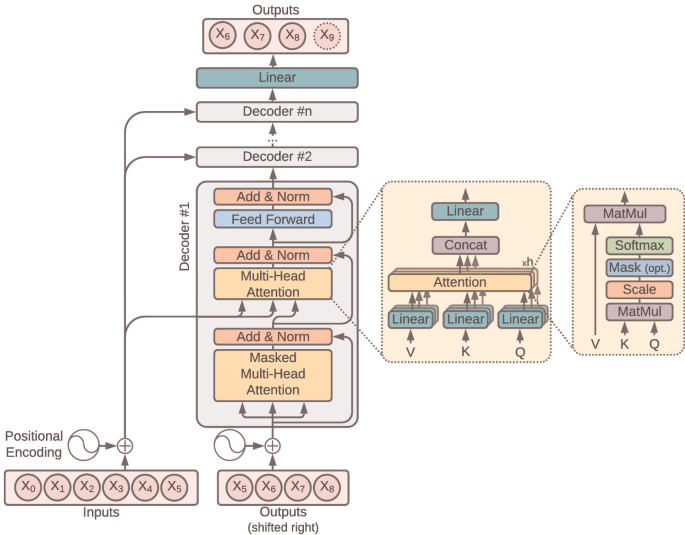 Outputs
X6 X7 X8 X9
Linear
Decoder #n
...
Decoder #2
Decoder #1
Add & Norm
Feed Forward
Add & Norm
Multi-Head
Attention
Add & Norm
Masked
Multi-Head
Attention
Positional
Encoding
X0 X1 X2 X3 X4 X5
Inputs
X5 X6 X7 X8
Outputs
(shifted right)
Linear
Concat
xh
Attention
Linear Linear Linear
V K Q
MatMul
Softmax
Mask (opt.)
Scale
MatMul
V K Q